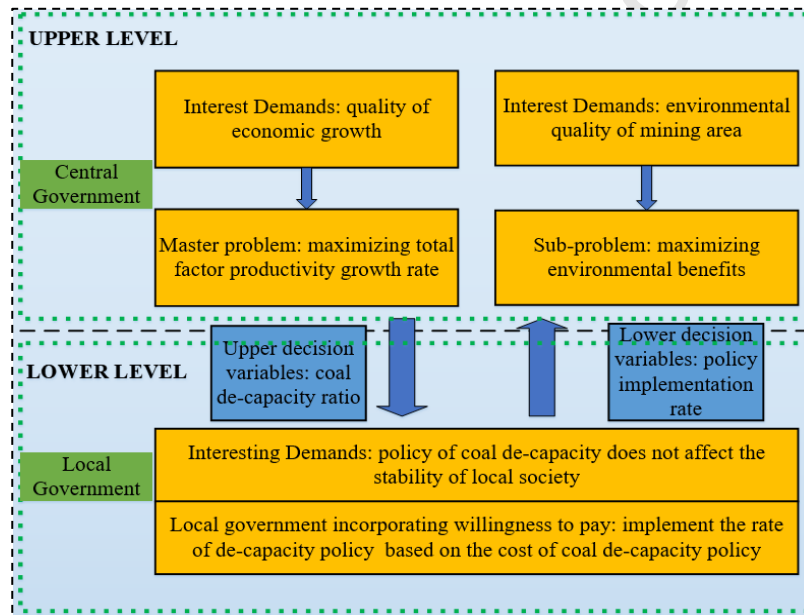 UPPER LEVEL
Interest Demands: quality of
economic growth
Interest Demands: environmental
quality of mining area
Central
Government
Master problem: maximizing total
factor productivity growth rate
Sub-problem: maximizing
environmental benefits
Upper decision
variables: coal
de-capacity ratio
Lower decision
variables: policy
implementation
rate
LOWER LEVEL
Local
Government
Interesting Demands: policy of coal de-capacity does not affect the
stability of local society
Local government incorporating willingness to pay: implement the rate
of de-capacity policy based on the cost of coal de-capacity policy